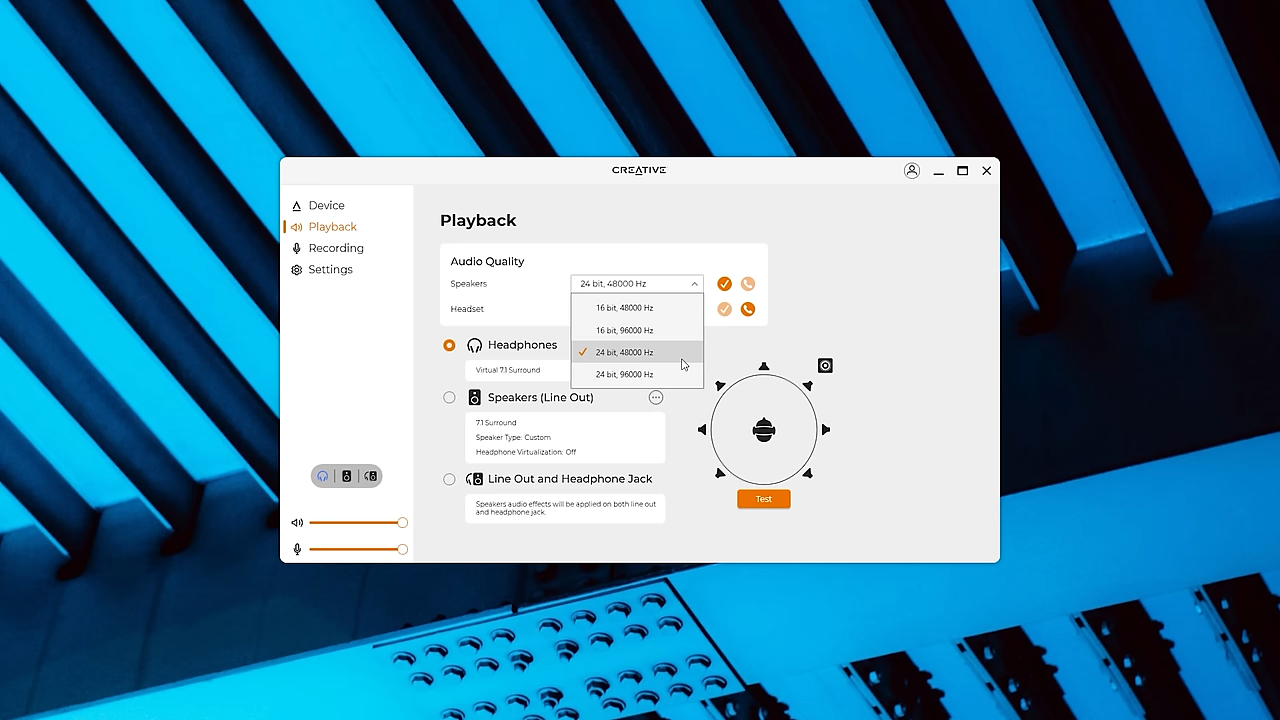 CREATIVE
Device
Playback
Recording
Settings
Playback
Audio Quality
Speakers
24 bit, 48000 Hz
Headset
16 bit, 48000 Hz
16 bit, 96000 Hz
24 bit, 48000 Hz
24 bit, 96000 Hz
Headphones
Virtual 7.1 Surround
Speakers (Line Out)
7.1 Surround
Speaker Type: Custom
Headphone Virtualization: Off
Line Out and Headphone Jack
Speakers audio effects will be applied on both line out
and headphone jack.
Test